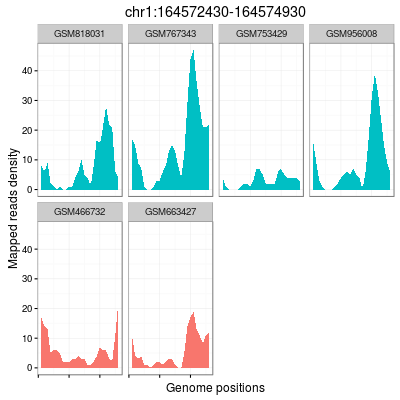 chr1:164572430-164574930
GSM818031 GSM767343 GSM753429 GSM956008
40
30
20
10
0
GSM466732 GSM663427
40
30
20
10
0
Mapped reads density
Genome positions